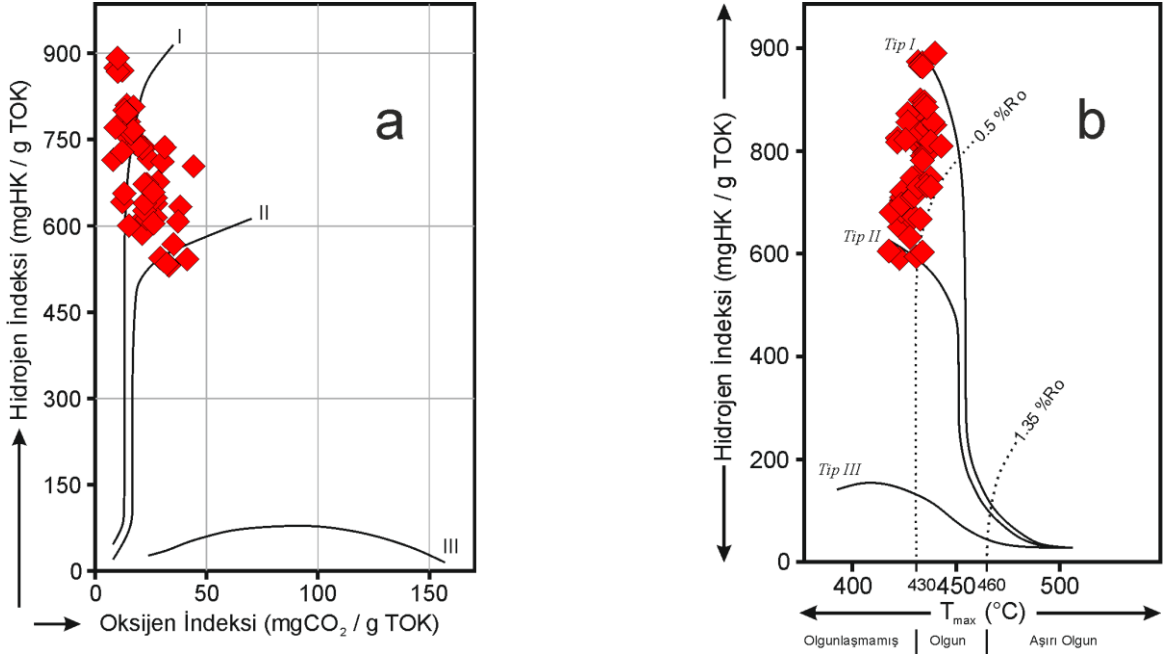 Hidrojen İndeksi (mgHK / g TOK)
900
750
600
450
300
150
0
I
II
III
a
0
50
100
150
Oksijen İndeksi (mgCO₂ / g TOK)
Hidrojen İndeksi (mgHK / g TOK)
900
800
600
400
200
0
Tip I
Tip II
Tip III
0.5 %Ro
1.35 %Ro
b
400
430
450
460
500
Tmax (°C)
Olgunlaşmamış
Olgun
Aşırı Olgun